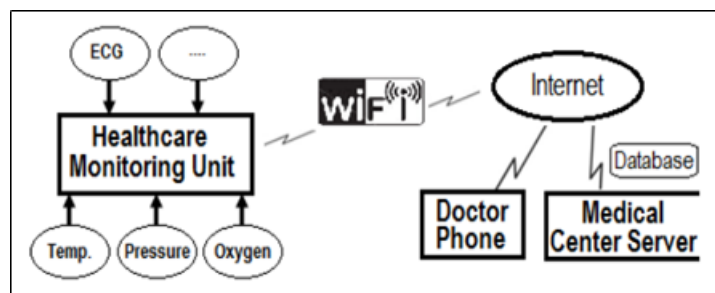 ECG
....
Healthcare
Monitoring Unit
Temp.
Pressure
Oxygen
WiFi
Internet
Database
Doctor
Phone
Medical
Center Server